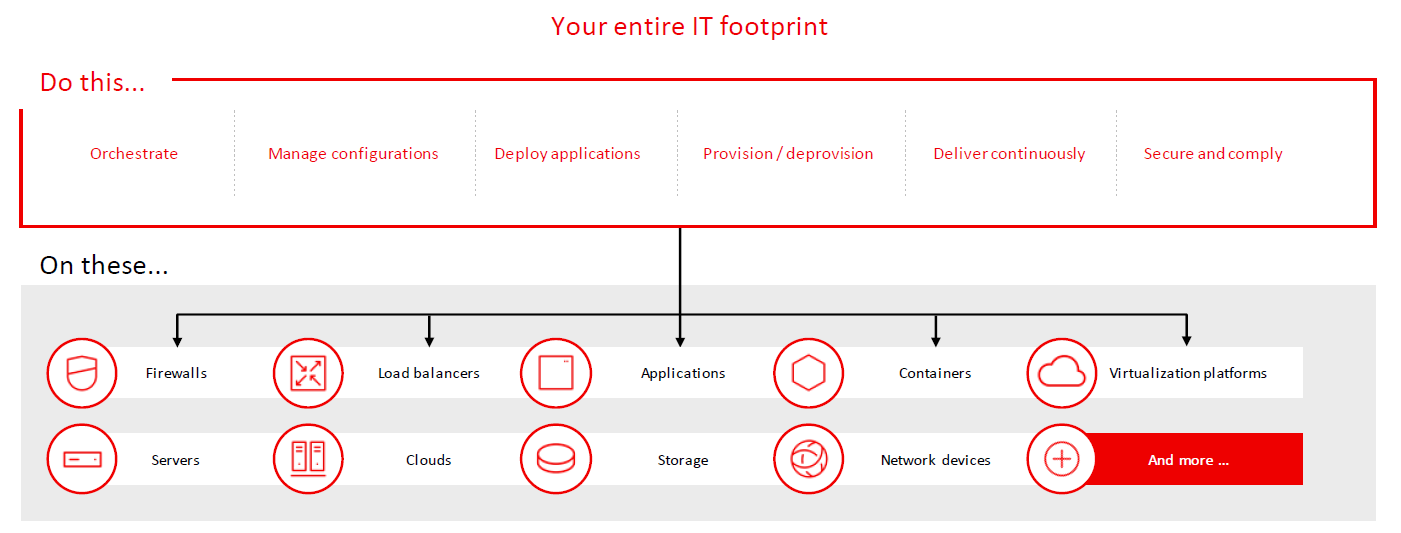 Your entire IT footprint
Do this...
Orchestrate
Manage configurations
Deploy applications
Provision / deprovision
Deliver continuously
Secure and comply
On these...
Firewalls
Load balancers
Applications
Containers
Virtualization platforms
Servers
Clouds
Storage
Network devices
And more ...